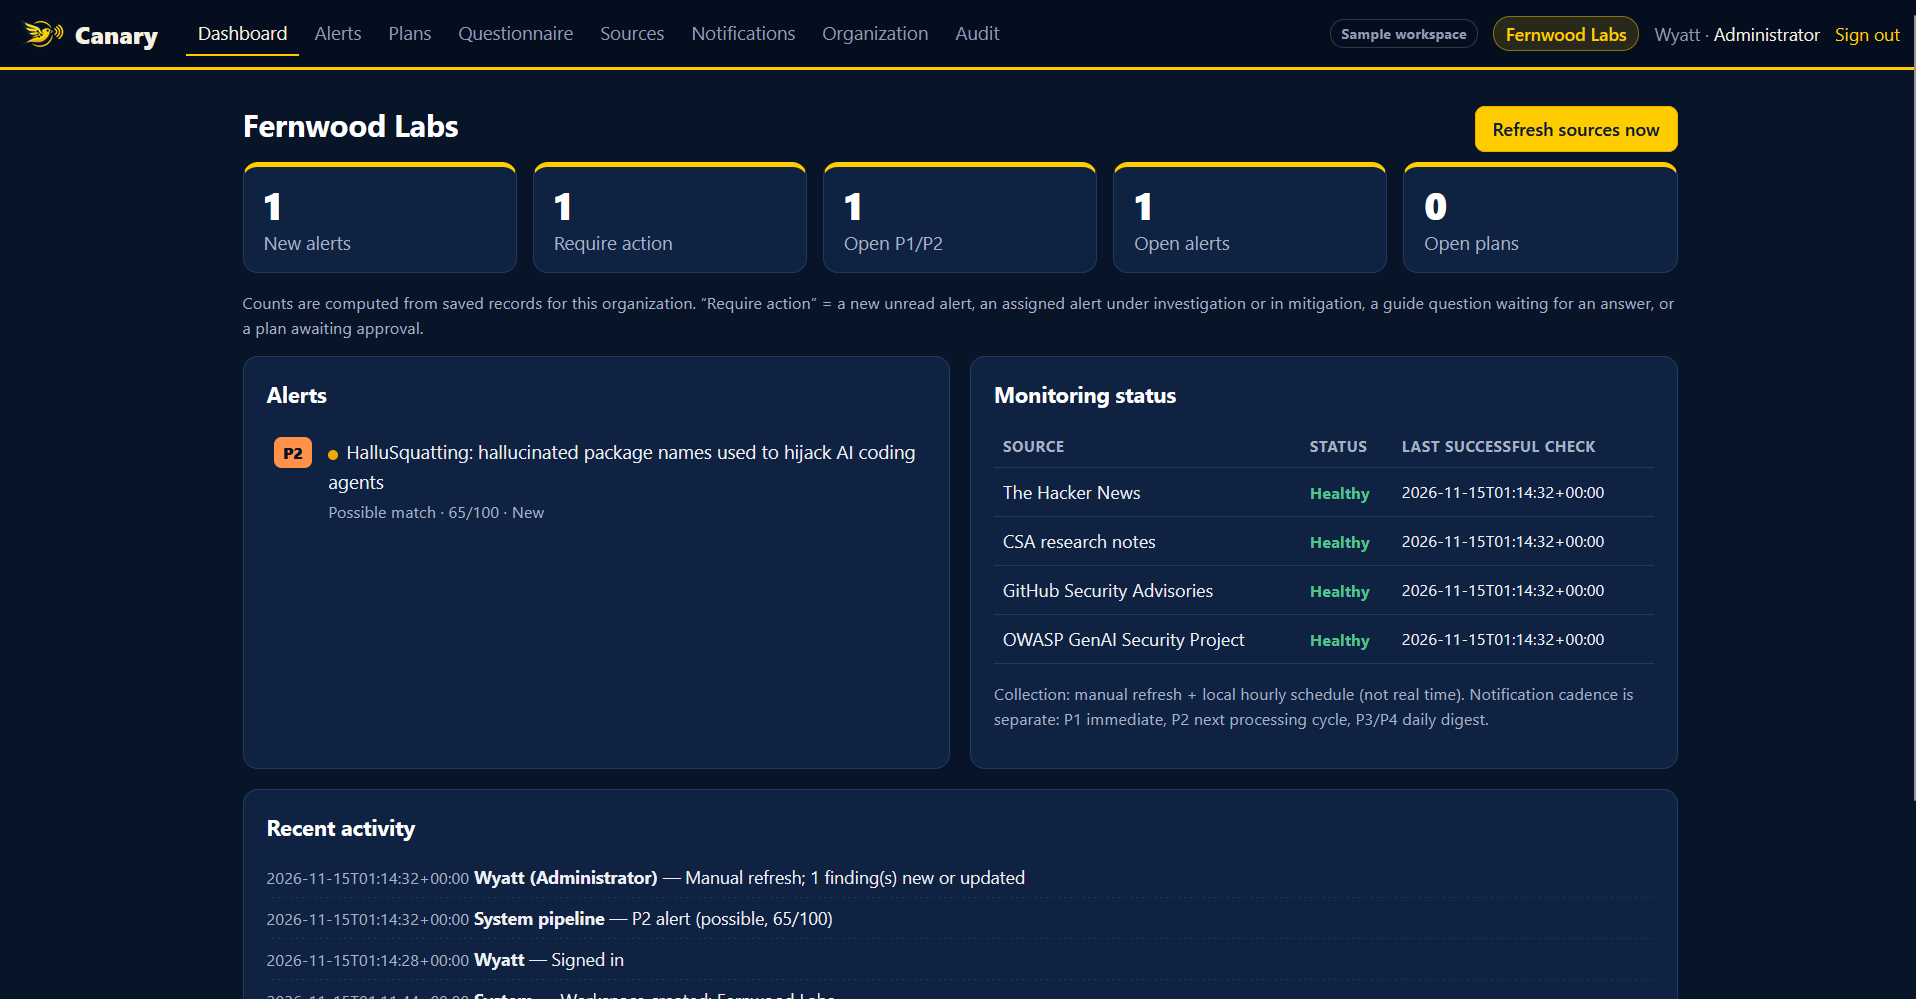 Canary
Dashboard
Alerts
Plans
Questionnaire
Sources
Notifications
Organization
Audit
Sample workspace
Fernwood Labs
Wyatt · Administrator
Sign out
Fernwood Labs
Refresh sources now
1
New alerts
1
Require action
1
Open P1/P2
1
Open alerts
0
Open plans
Counts are computed from saved records for this organization. “Require action” = a new unread alert, an assigned alert under investigation or in mitigation, a guide question waiting for an answer, or
a plan awaiting approval.
Alerts
P2
HalluSquatting: hallucinated package names used to hijack AI coding
agents
Possible match · 65/100 · New
Monitoring status
SOURCE STATUS LAST SUCCESSFUL CHECK
The Hacker News Healthy 2026-11-15T01:14:32+00:00
CSA research notes Healthy 2026-11-15T01:14:32+00:00
GitHub Security Advisories Healthy 2026-11-15T01:14:32+00:00
OWASP GenAI Security Project Healthy 2026-11-15T01:14:32+00:00
Collection: manual refresh + local hourly schedule (not real time). Notification cadence is
separate: P1 immediate, P2 next processing cycle, P3/P4 daily digest.
Recent activity
2026-11-15T01:14:32+00:00 Wyatt (Administrator) — Manual refresh; 1 finding(s) new or updated
2026-11-15T01:14:32+00:00 System pipeline — P2 alert (possible, 65/100)
2026-11-15T01:14:28+00:00 Wyatt — Signed in
System — Workspace created: Fernwood Labs